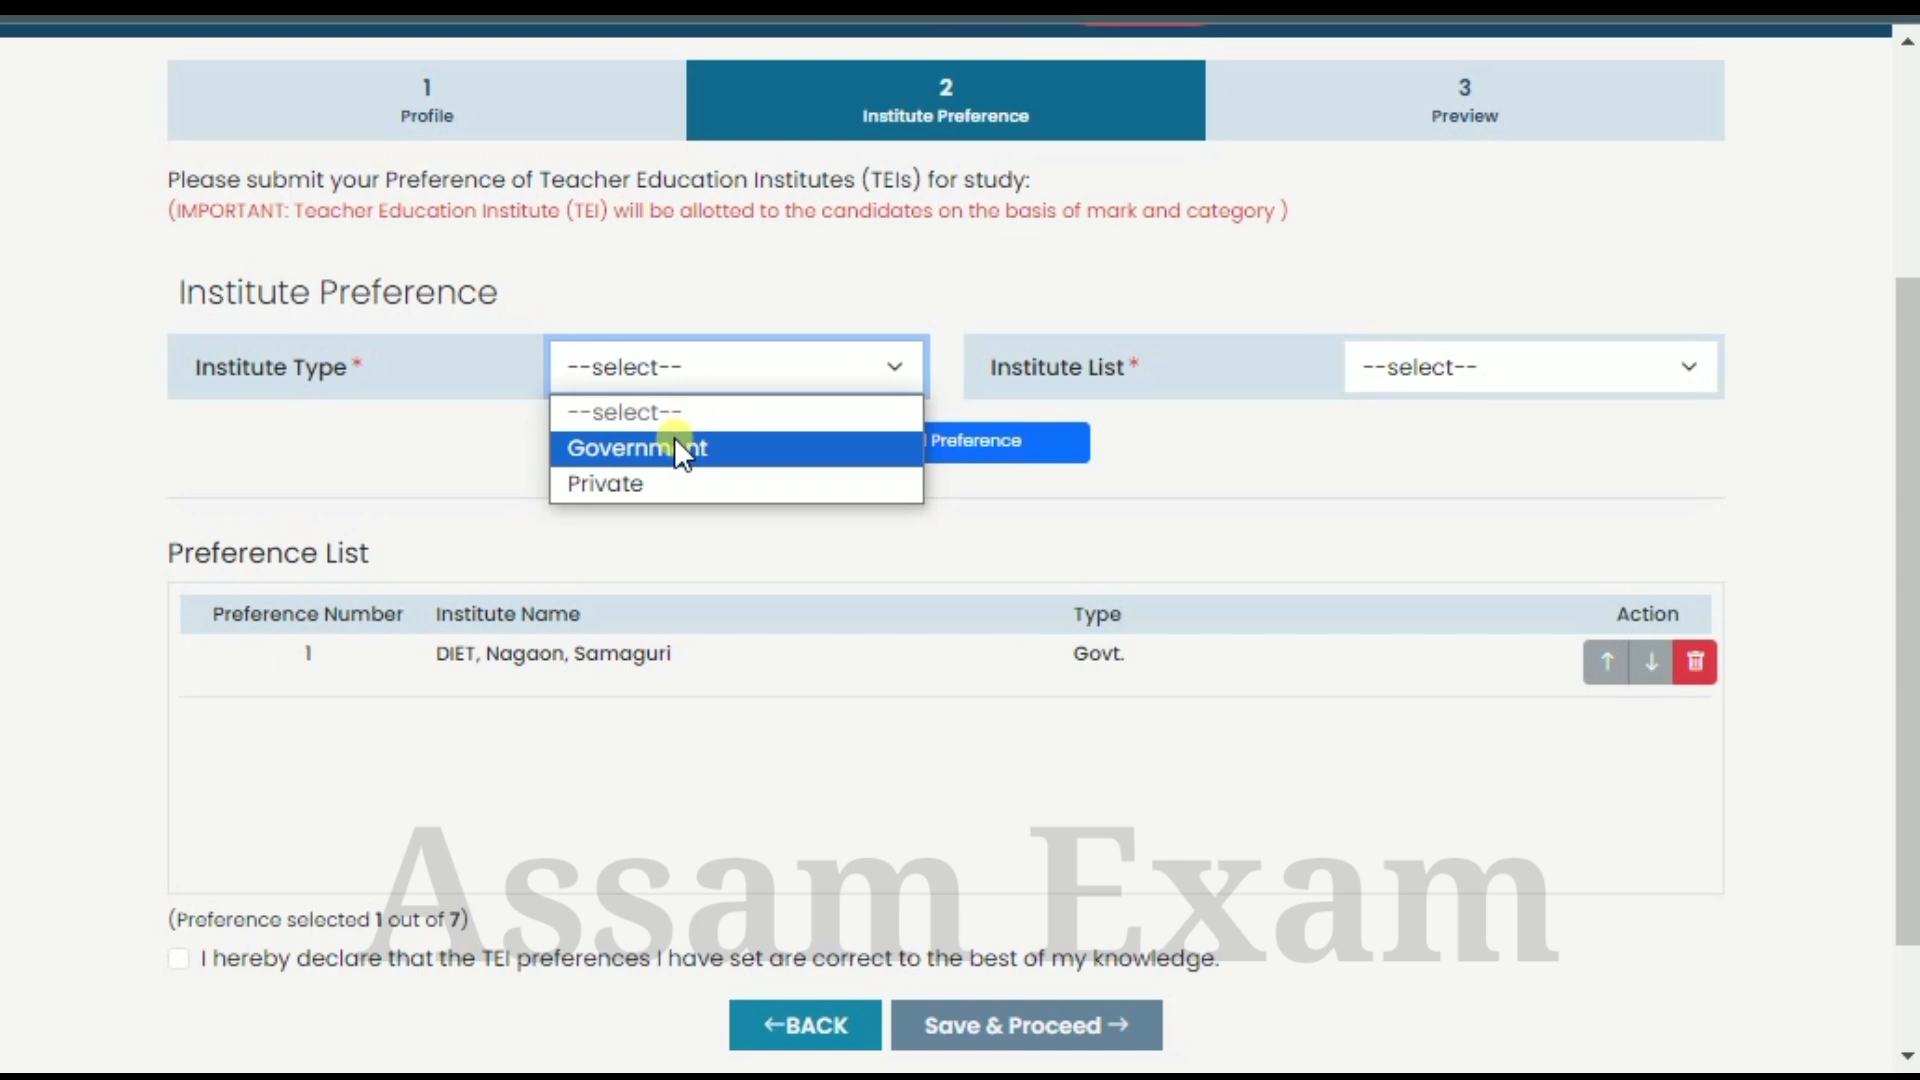 1
Profile
2
Institute Preference
3
Preview
Please submit your Preference of Teacher Education Institutes (TEIs) for study:
(IMPORTANT: Teacher Education Institute (TEI) will be allotted to the candidates on the basis of mark and category )
Institute Preference
Institute Type * --select-- Institute List * --select--
--select--
Government
Preference
Private
Preference List
Preference Number Institute Name Type Action
1 DIET, Nagaon, Samaguri Govt.
Assam Exam
(Preference selected 1 out of 7)
I hereby declare that the TEI preferences I have set are correct to the best of my knowledge.
←BACK Save & Proceed →